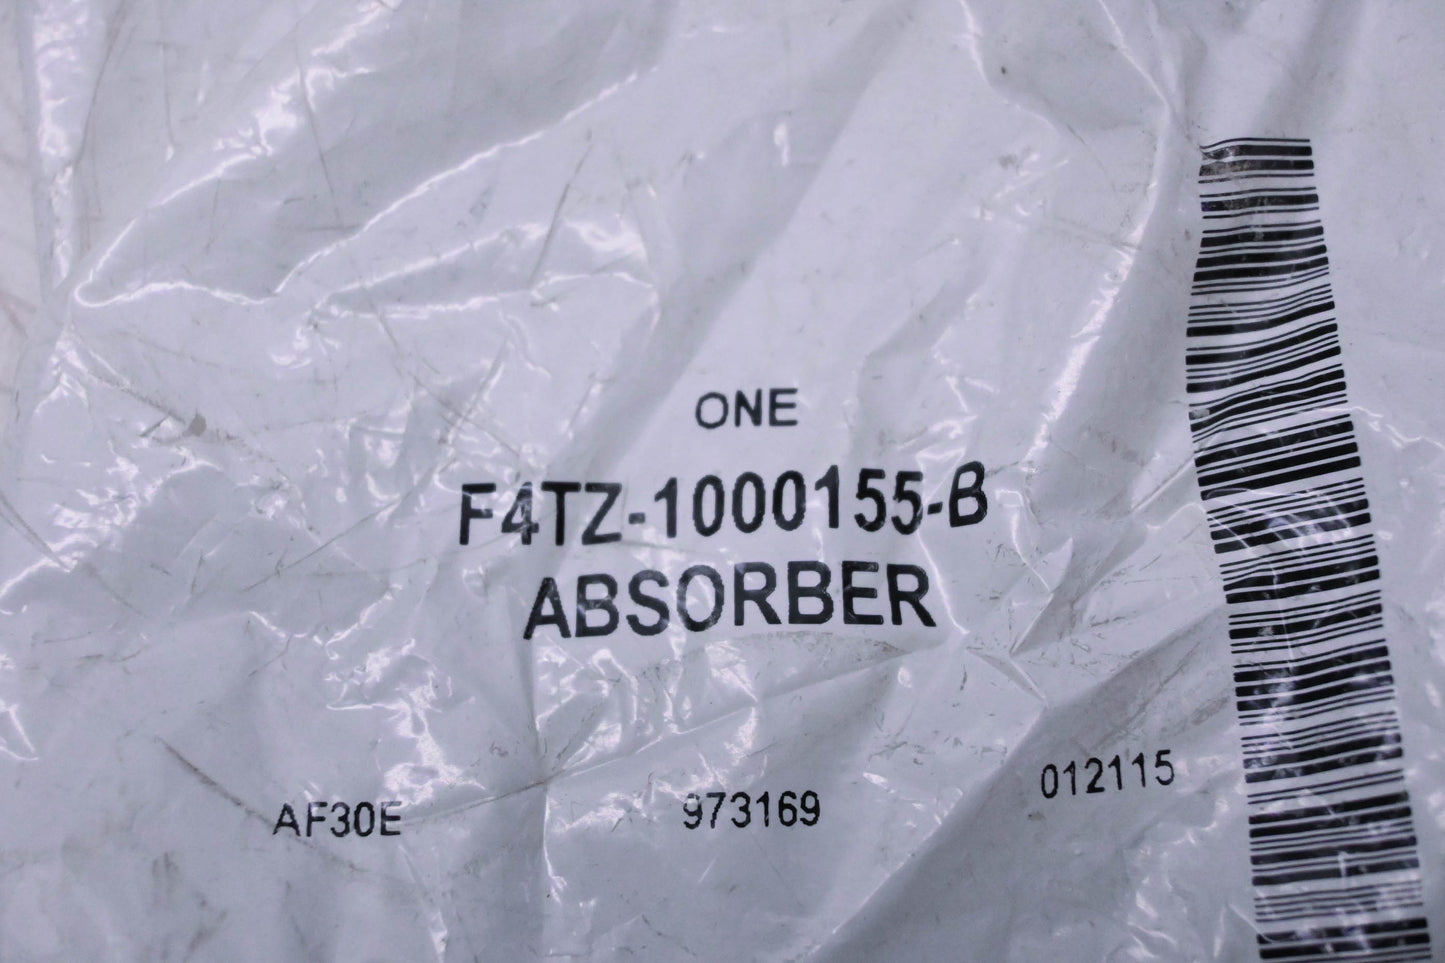 ONE
F4TZ-1000155-B
ABSORBER
AF30E 973169 012115